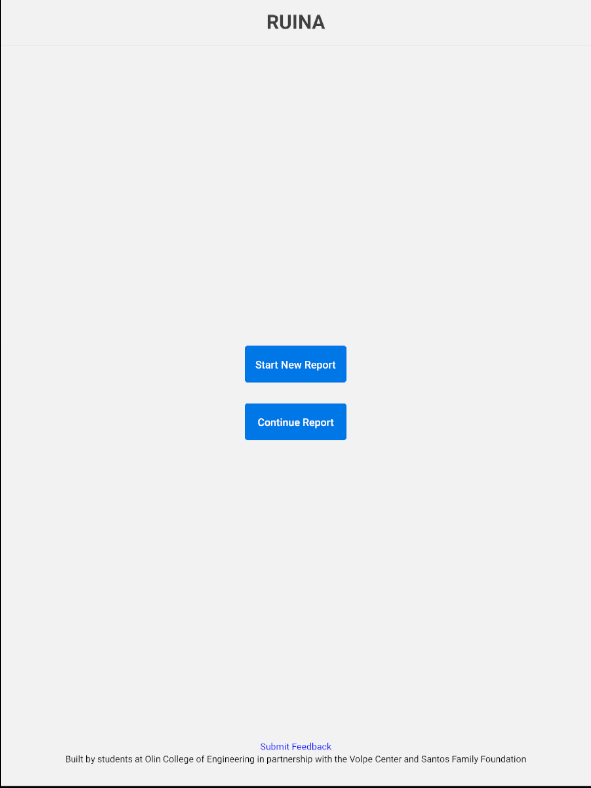 RUINA
Start New Report
Continue Report
Submit Feedback
Built by students at Olin College of Engineering in partnership with the Volpe Center and Santos Family Foundation